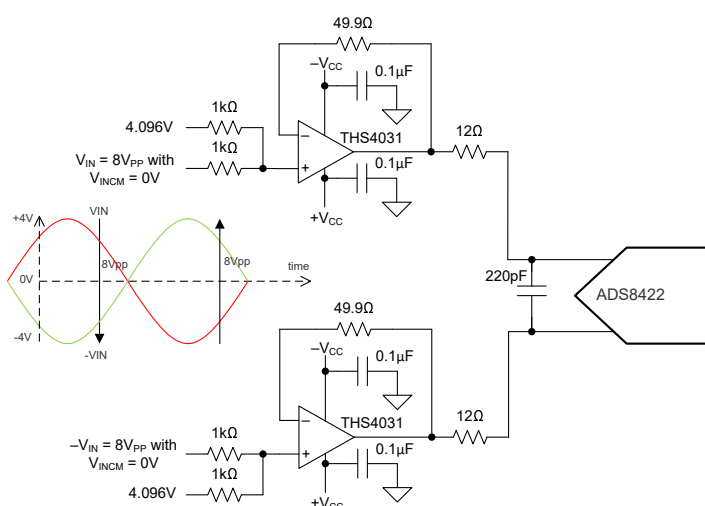 49.9Ω
–VCC
0.1µF
1kΩ
4.096V
THS4031
1kΩ
VIN = 8VPP with
VINCM = 0V
12Ω
0.1µF
+VCC
+4V
VIN
8Vpp
8Vpp
time
0V
-4V
-VIN
220pF
ADS8422
49.9Ω
–VCC
0.1µF
THS4031
12Ω
–VIN = 8VPP with
VINCM = 0V
1kΩ
0.1µF
1kΩ
4.096V
+VCC